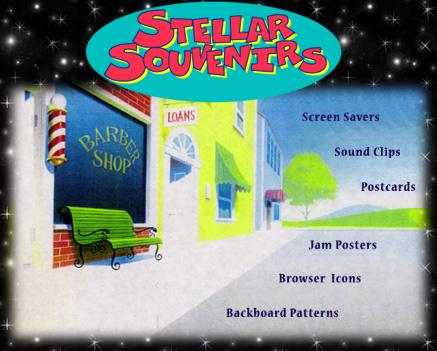 STELLAR
SOUVENIRS
LOANS
BARBER
SHOP
Screen Savers
Sound Clips
Postcards
Jam Posters
Browser Icons
Backboard Patterns